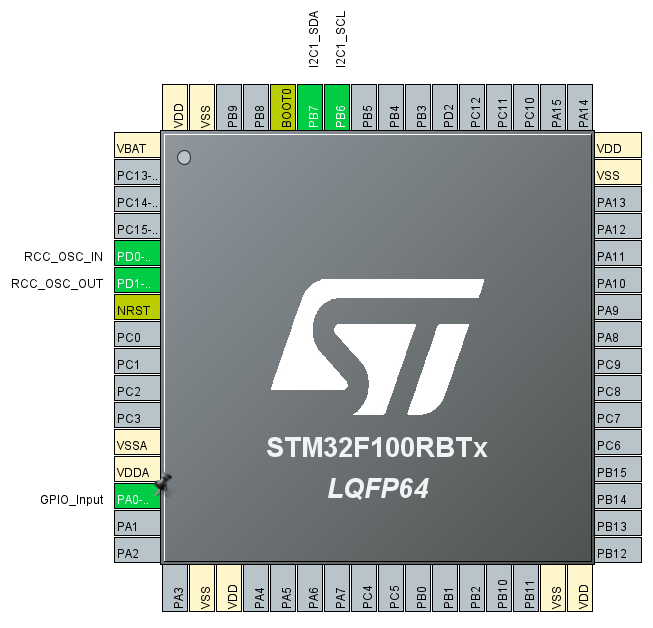 I2C1_SDA
I2C1_SCL
VDD
VSS
PB9
PB8
BOOT0
PB7
PB6
PB5
PB4
PB3
PD2
PC12
PC11
PC10
PA15
PA14
VBAT
PC13-..
PC14-..
PC15-..
RCC_OSC_IN PD0-..
RCC_OSC_OUT PD1-..
NRST
PC0
PC1
PC2
PC3
VSSA
VDDA
GPIO_Input PA0-..
PA1
PA2
ST
STM32F100RBTx
LQFP64
VDD
VSS
PA13
PA12
PA11
PA10
PA9
PA8
PC9
PC8
PC7
PC6
PB15
PB14
PB13
PB12
PA3
VSS
VDD
PA4
PA5
PA6
PA7
PC4
PC5
PB0
PB1
PB2
PB10
PB11
VSS
VDD